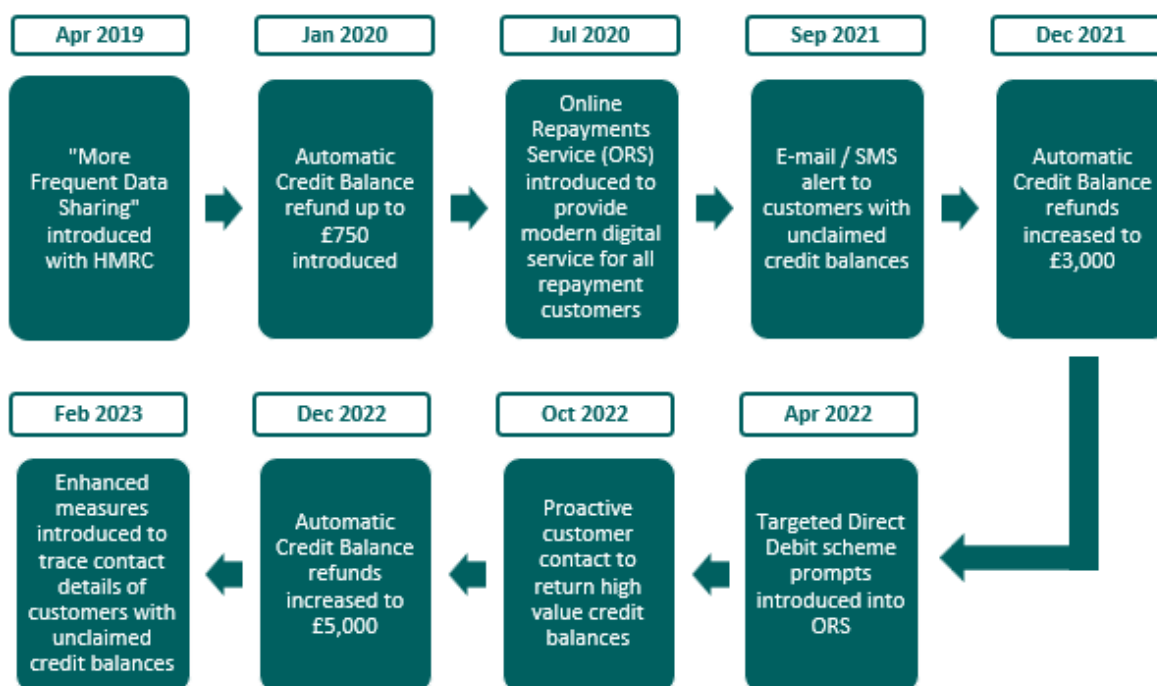 Apr 2019
"More
Frequent Data
Sharing"
introduced
with HMRC
Jan 2020
Automatic
Credit Balance
refund up to
£750
introduced
Jul 2020
Online
Repayments
Service (ORS)
introduced to
provide
modern digital
service for all
repayment
customers
Sep 2021
E-mail / SMS
alert to
customers with
unclaimed
credit balances
Dec 2021
Automatic
Credit Balance
refunds
increased to
£3,000
Apr 2022
Targeted Direct
Debit scheme
prompts
introduced into
ORS
Oct 2022
Proactive
customer
contact to
return high
value credit
balances
Dec 2022
Automatic
Credit Balance
refunds
increased to
£5,000
Feb 2023
Enhanced
measures
introduced to
trace contact
details of
customers with
unclaimed
credit balances